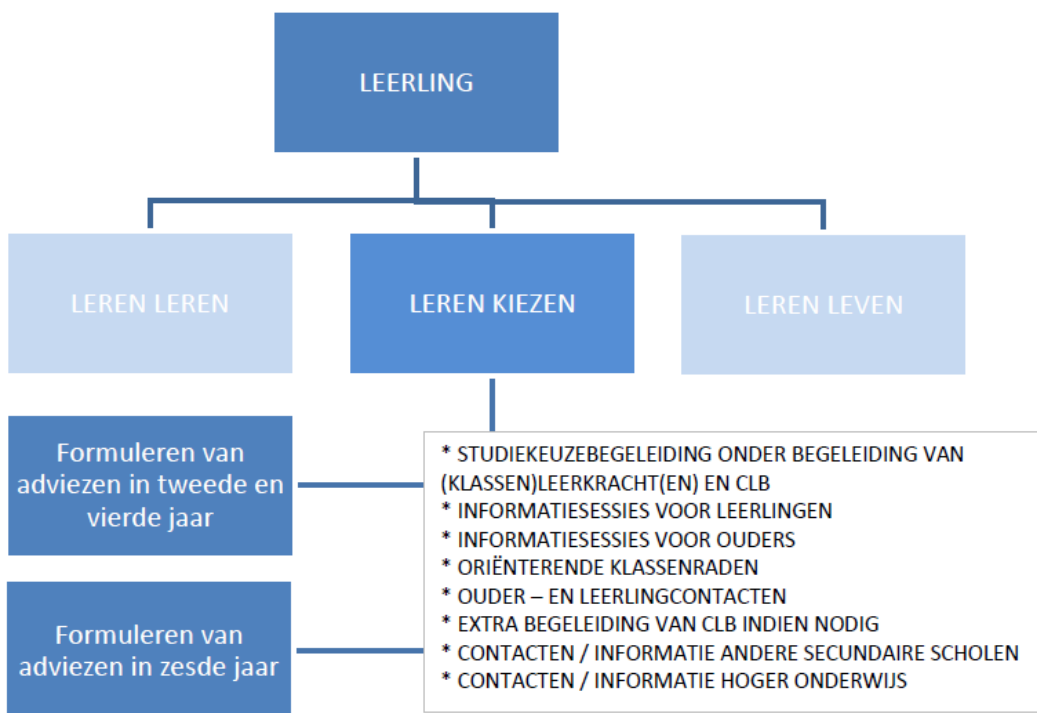 LEERLING
LEREN LEREN
LEREN KIEZEN
LEREN LEVEN
Formuleren van
adviezen in tweede en
vierde jaar
Formuleren van
adviezen in zesde jaar
* STUDIEKEUZEBEGELEIDING ONDER BEGELEIDING VAN
(KLASSEN)LEERKRACHT(EN) EN CLB
* INFORMATIESESSIES VOOR LEERLINGEN
* INFORMATIESESSIES VOOR OUDERS
* ORIËNTERENDE KLASSENRADEN
* OUDER – EN LEERLINGCONTACTEN
* EXTRA BEGELEIDING VAN CLB INDIEN NODIG
* CONTACTEN / INFORMATIE ANDERE SECUNDAIRE SCHOLEN
* CONTACTEN / INFORMATIE HOGER ONDERWIJS